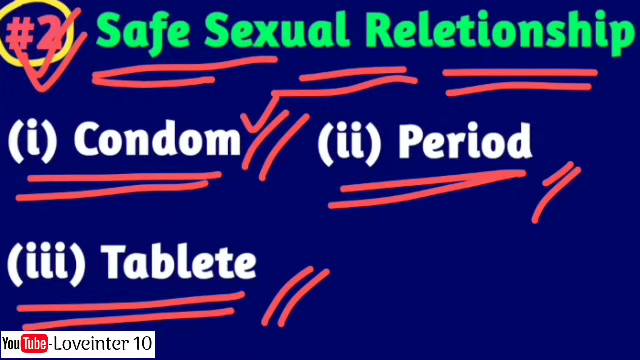 #2 Safe Sexual Reletionship
(i) Condom (ii) Period
(iii) Tablete
YouTube-Loveinter 10